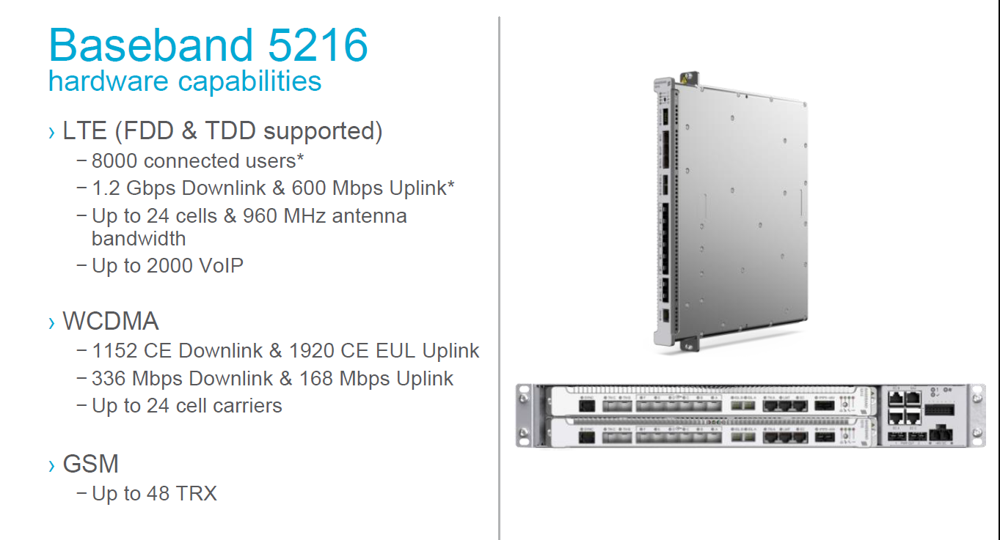 Baseband 5216
hardware capabilities
› LTE (FDD & TDD supported)
– 8000 connected users*
– 1.2 Gbps Downlink & 600 Mbps Uplink*
– Up to 24 cells & 960 MHz antenna
bandwidth
– Up to 2000 VoIP
› WCDMA
– 1152 CE Downlink & 1920 CE EUL Uplink
– 336 Mbps Downlink & 168 Mbps Uplink
– Up to 24 cell carriers
› GSM
– Up to 48 TRX